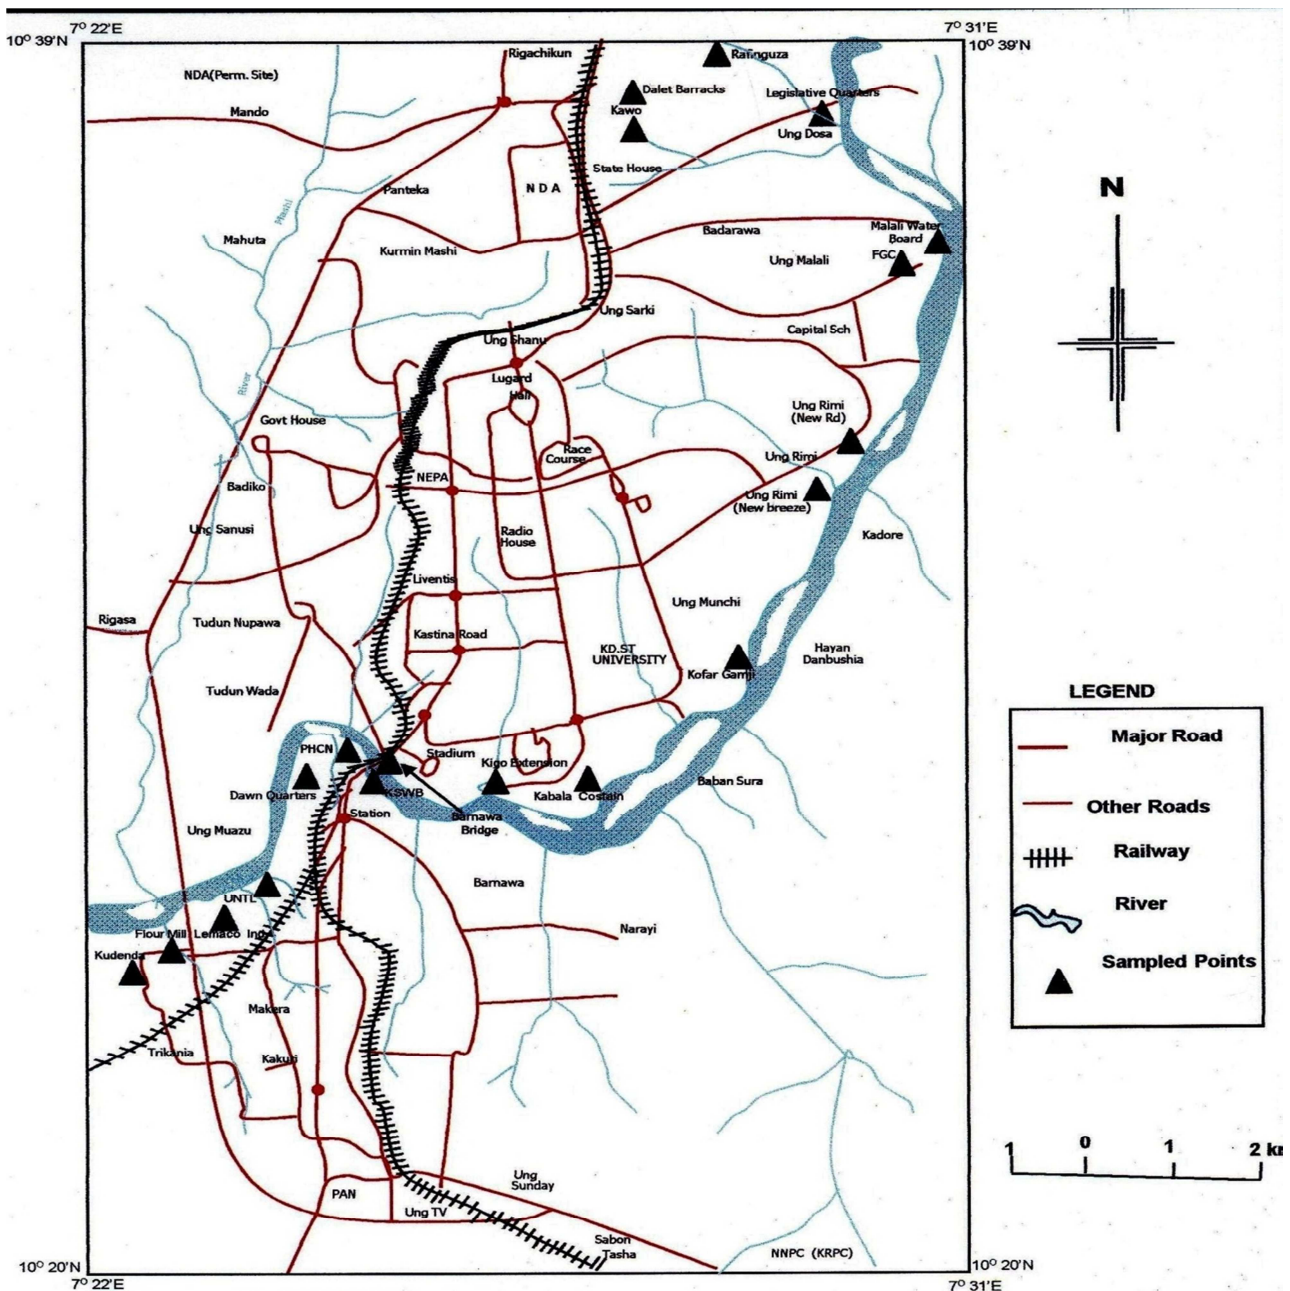 7° 22'E
7° 31'E
10° 39'N
10° 39'N
Rigachikun
Rafinguza
NDA(Perm. Site)
Dalet Barracks
Legislative Quarters
Mando
Kawo
Ung Dosa
State House
N D A
Panteka
Mashi
Mahuta
Kurmin Mashi
Badarawa
Malali Water
Board
Ung Malali
FGC
Ung Sarki
Capital Sch
Ung Shanu
Lugard
Hall
River
Ung Rimi
(New Rd)
Govt House
Race
Course
Ung Rimi
NEPA
Badiko
Ung Rimi
(New breeze)
Ung Sanusi
Radio
House
Kadore
Liventis
Ung Munchi
Rigasa
Tudun Nupawa
Kastina Road
KD.ST
UNIVERSITY
Hayan
Danbushia
Kofar Gamji
Tudun Wada
PHCN
Stadium
Kigo Extension
Baban Sura
Dawn Quarters
KSWB
Kabala Costain
Station
Barnawa
Bridge
Ung Muazu
Barnawa
UNTL
Flour Mill
Lemaco Ind
Narayi
Kudenda
Makera
Trikania
Kakuri
Ung
Sunday
PAN
Ung TV
Sabon
Tasha
NNPC (KRPC)
10° 20'N
10° 20'N
7° 22'E
7° 31'E
N
LEGEND
Major Road
Other Roads
Railway
River
Sampled Points
1 0 1 2 km